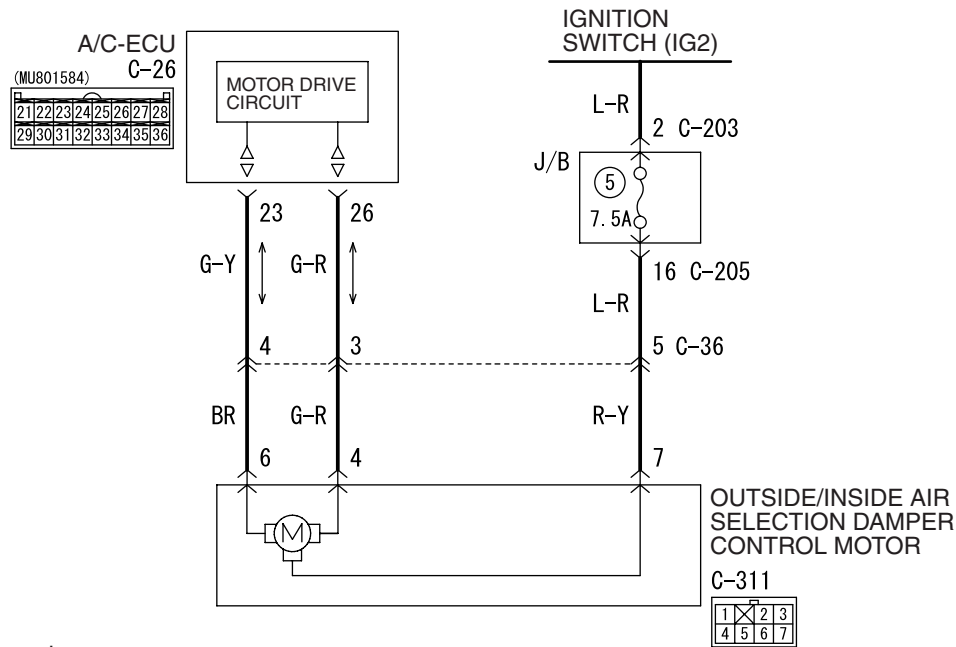 IGNITION
SWITCH (IG2)
A/C-ECU
C-26
(MU801584)
21 22 23 24 25 26 27 28
29 30 31 32 33 34 35 36
MOTOR DRIVE
CIRCUIT
L-R
2 C-203
J/B
5
7.5A
23
26
16 C-205
G-Y
G-R
L-R
4
3
5 C-36
BR
G-R
R-Y
6
4
7
M
OUTSIDE/INSIDE AIR
SELECTION DAMPER
CONTROL MOTOR
C-311
1 2 3
4 5 6 7